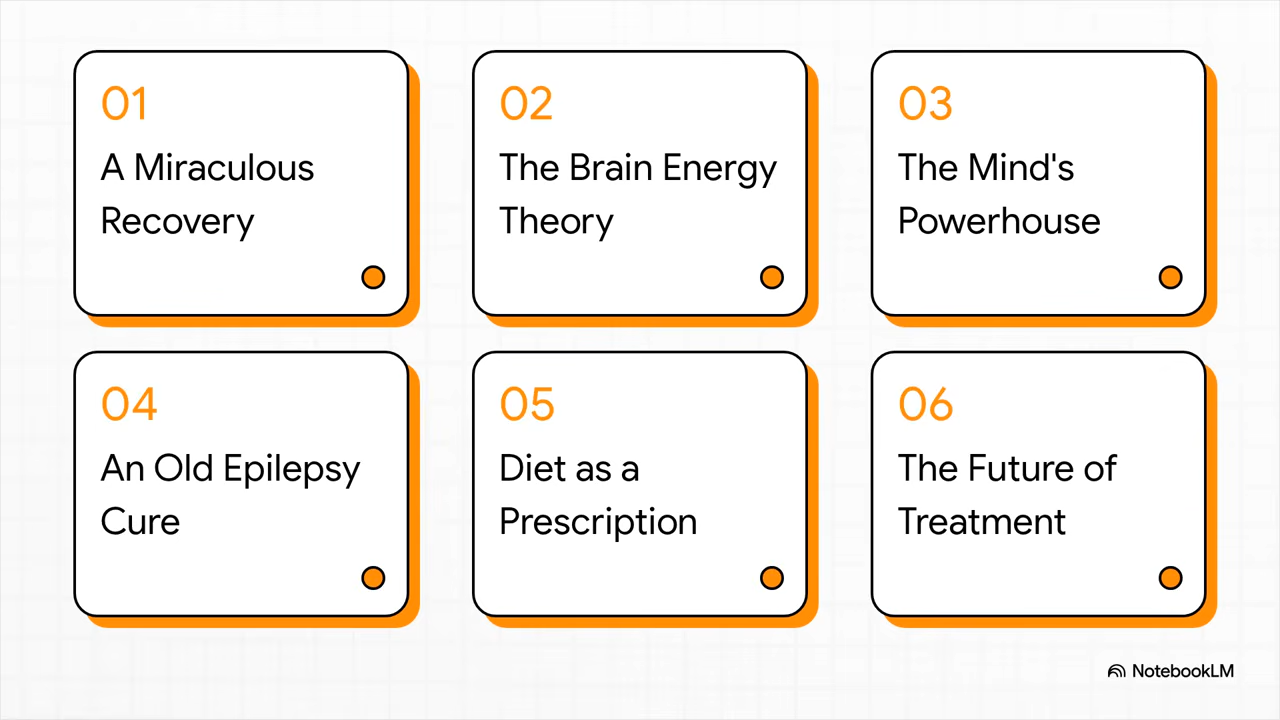 01
A Miraculous
Recovery
02
The Brain Energy
Theory
03
The Mind's
Powerhouse
04
An Old Epilepsy
Cure
05
Diet as a
Prescription
06
The Future of
Treatment
NotebookLM